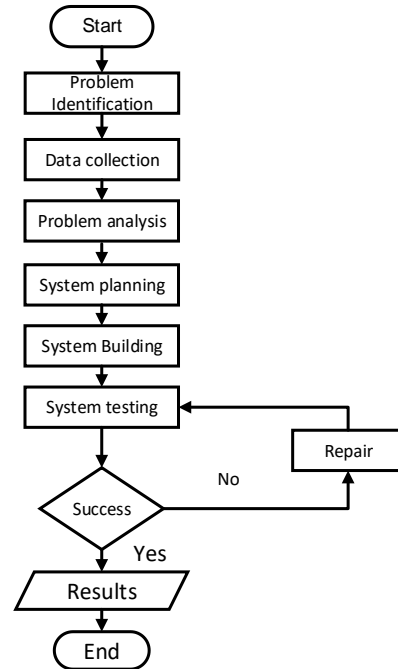 Start
Problem
Identification
Data collection
Problem analysis
System planning
System Building
System testing
Repair
No
Success
Yes
Results
End